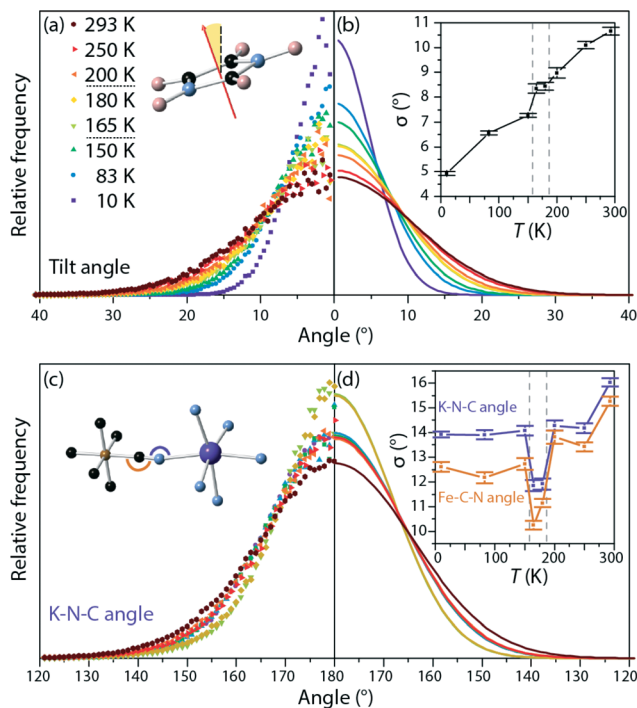 (a)
293 K
250 K
200 K
180 K
165 K
150 K
83 K
10 K
Relative frequency
Tilt angle
40 30 20 10 0 10 20 30 40
Angle (°)
(b)
11
10
9
8
7
6
5
4
σ (°)
0 100 200 300
T (K)
(c)
Relative frequency
K-N-C angle
120 130 140 150 160 170 180 170 160 150 140 130 120
Angle (°)
(d)
16
15
14
13
12
11
10
σ (°)
K-N-C angle
Fe-C-N angle
0 100 200 300
T (K)